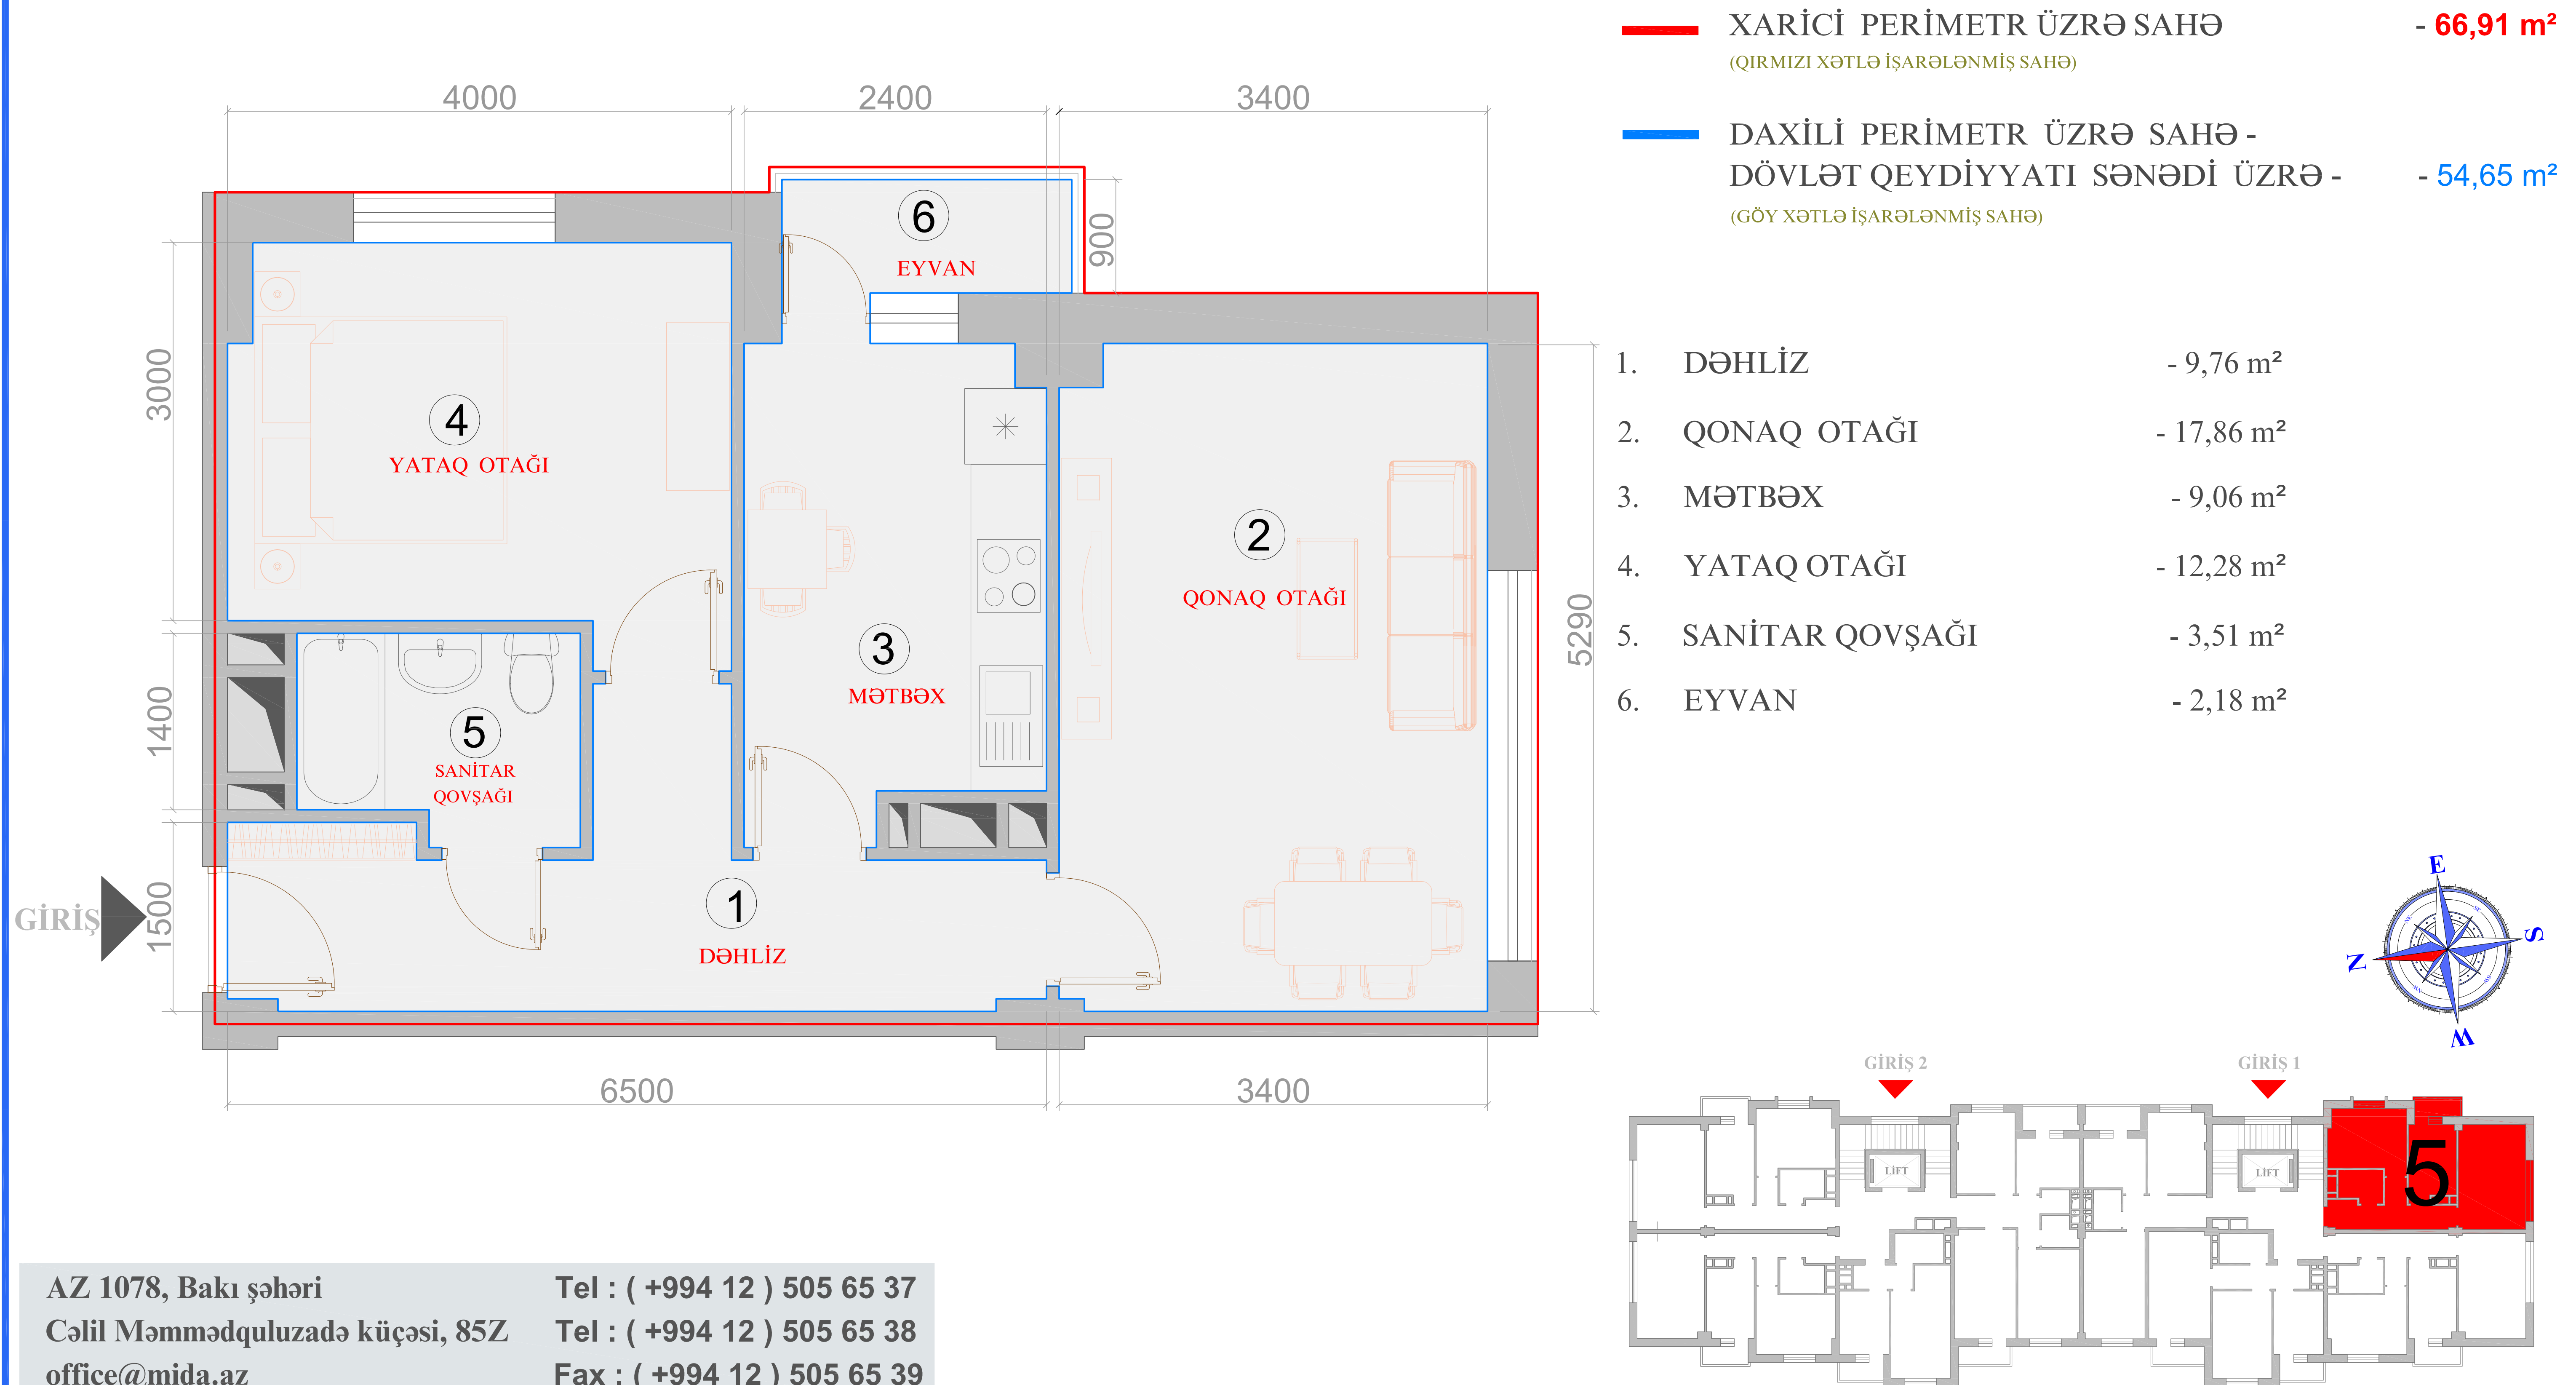 XARİCİ PERİMETR ÜZRƏ SAHƏ - 66,91 m²
(QIRMIZI XƏTLƏ İŞARƏLƏNMİŞ SAHƏ)
DAXİLİ PERİMETR ÜZRƏ SAHƏ -
DÖVLƏT QEYDİYYATI SƏNƏDİ ÜZRƏ - - 54,65 m²
(GÖY XƏTLƏ İŞARƏLƏNMİŞ SAHƏ)
4000
2400
3400
6
EYVAN
900
3000
4
YATAQ OTAĞI
2
QONAQ OTAĞI
3
MƏTBƏX
5290
1400
5
SANİTAR
QOVŞAĞI
GİRİŞ
1500
1
DƏHLİZ
6500
3400
1. DƏHLİZ - 9,76 m²
2. QONAQ OTAĞI - 17,86 m²
3. MƏTBƏX - 9,06 m²
4. YATAQ OTAĞI - 12,28 m²
5. SANİTAR QOVŞAĞI - 3,51 m²
6. EYVAN - 2,18 m²
E
N
S
W
GİRİŞ 2
GİRİŞ 1
LİFT
LİFT
5
AZ 1078, Bakı şəhəri Tel : ( +994 12 ) 505 65 37
Cəlil Məmmədquluzadə küçəsi, 85Z Tel : ( +994 12 ) 505 65 38
office@mida.az Fax : ( +994 12 ) 505 65 39